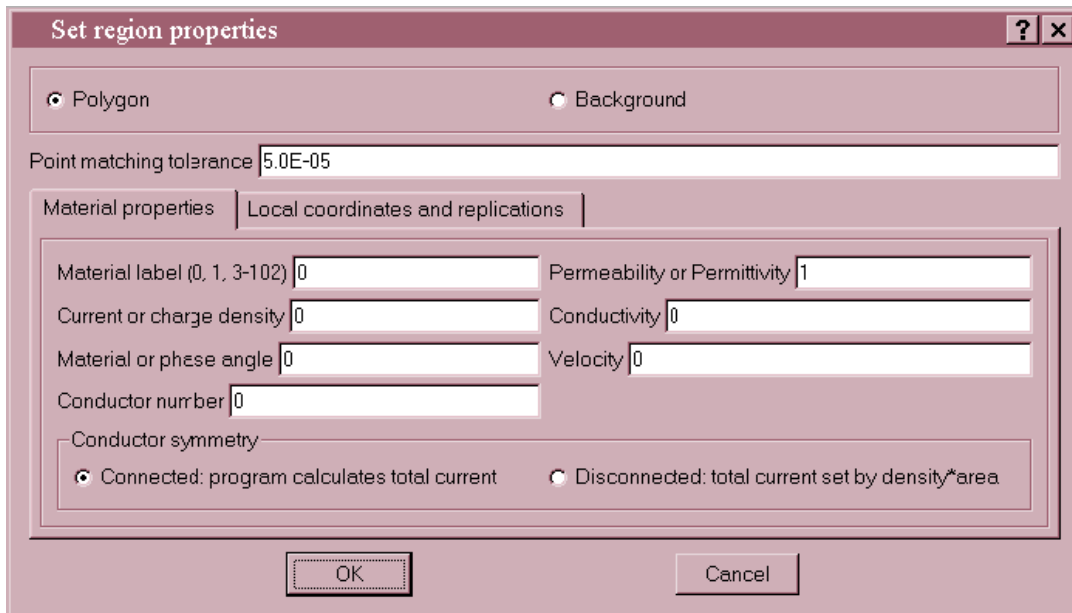 Set region properties
Polygon Background
Point matching tolerance 5.0E-05
Material properties Local coordinates and replications
Material label (0, 1, 3-102) 0 Permeability or Permittivity 1
Current or charge density 0 Conductivity 0
Material or phase angle 0 Velocity 0
Conductor number 0
Conductor symmetry
Connected: program calculates total current Disconnected: total current set by density*area
OK Cancel